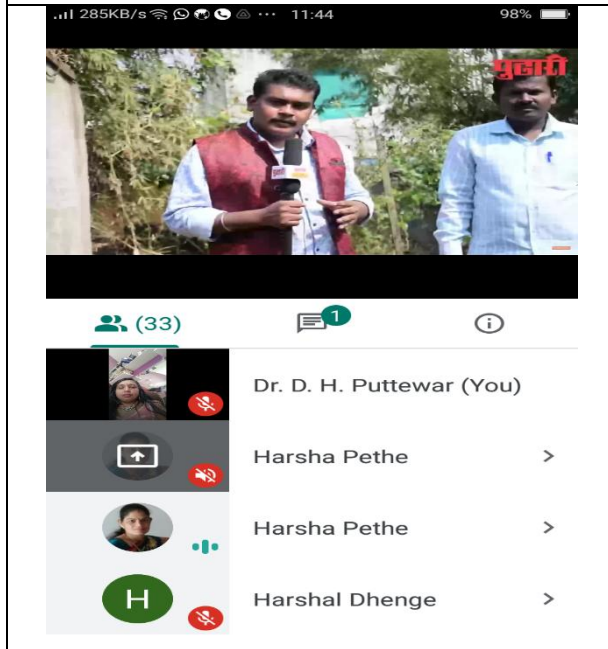 285KB/s ... 11:44 98%
पुढारी
(33)
1
Dr. D. H. Puttewar (You)
Harsha Pethe
Harsha Pethe
H
Harshal Dhenge